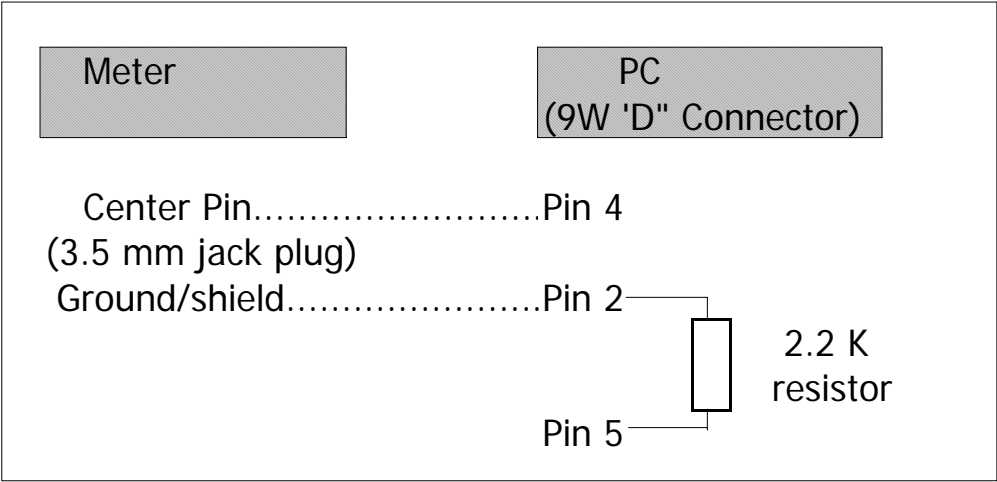 Meter
PC
(9W 'D" Connector)
Center Pin..........................Pin 4
(3.5 mm jack plug)
Ground/shield.......................Pin 2
2.2 K
resistor
Pin 5